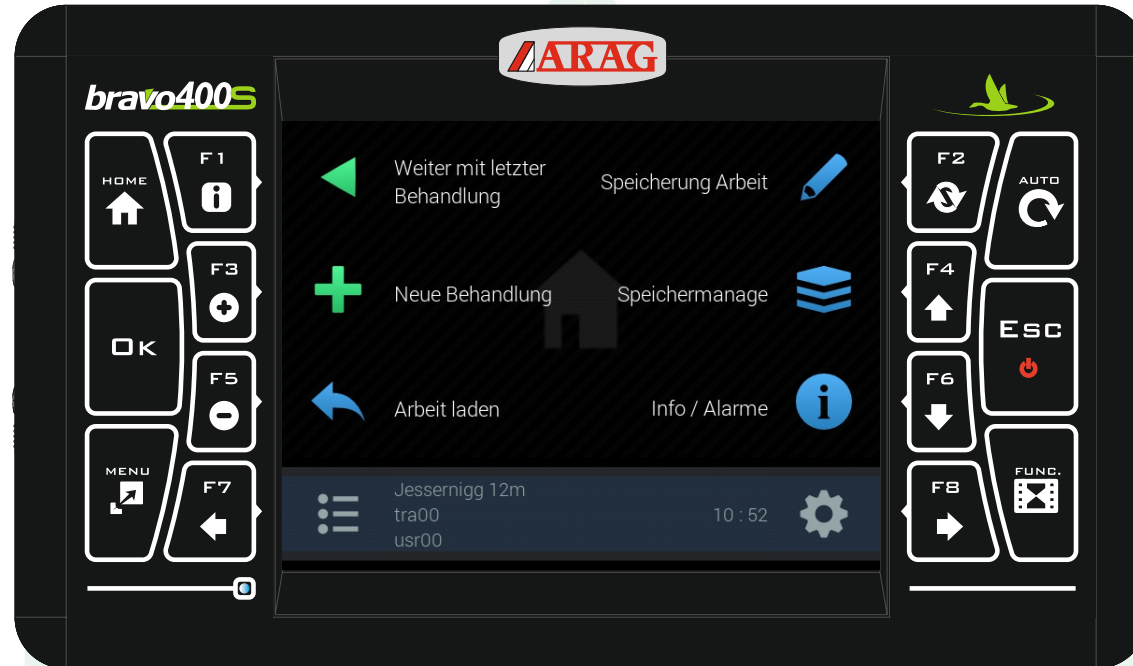 ARAG
bravo400S
HOME
F1
OK
F3
F5
MENU
F7
Weiter mit letzter
Behandlung
Speicherung Arbeit
Neue Behandlung
Speichermanage
Arbeit laden
Info / Alarme
Jessernigg 12m
tra00
usr00
10 : 52
F2
AUTO
F4
ESC
F6
FUNC.
F8